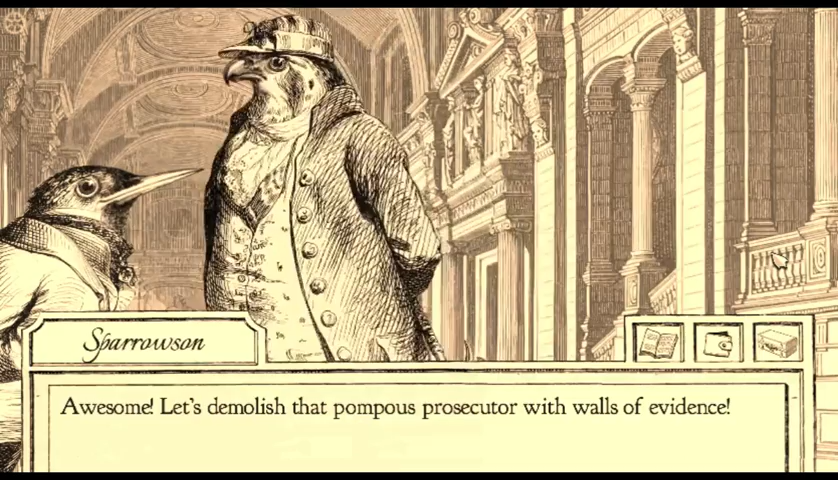 Sparrowson
Awesome! Let's demolish that pompous prosecutor with walls of evidence!